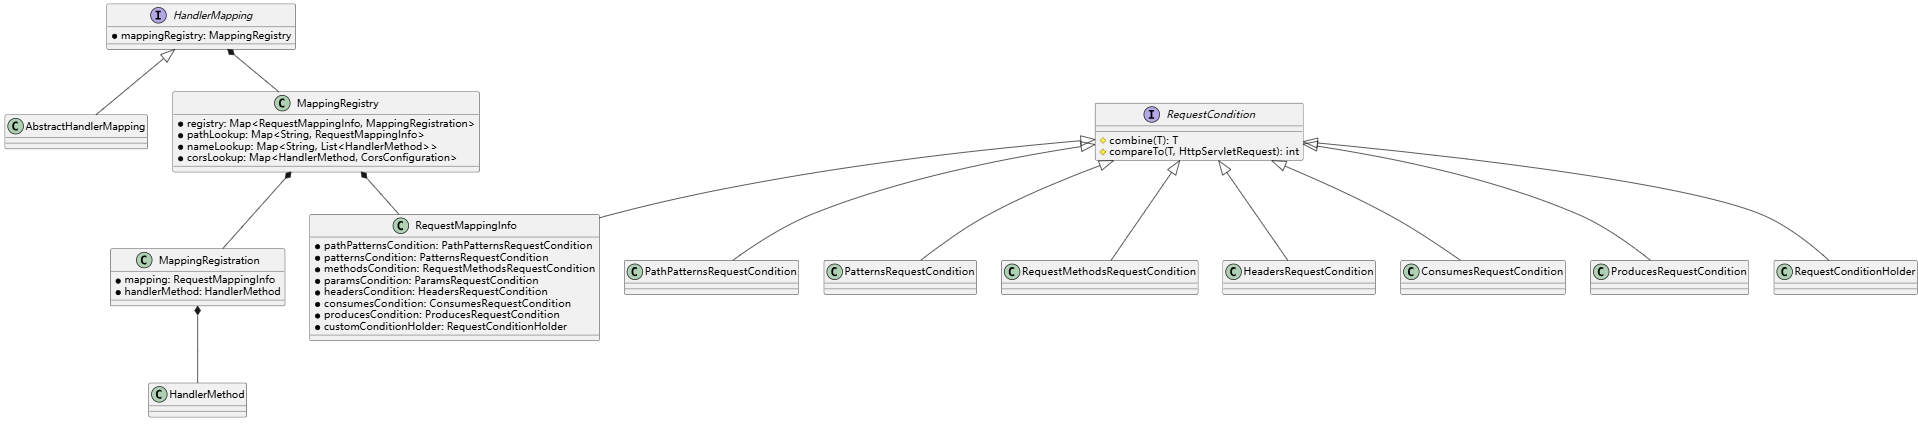 I HandlerMapping
mappingRegistry: MappingRegistry
C AbstractHandlerMapping
C MappingRegistry
registry: Map<RequestMappingInfo, MappingRegistration>
pathLookup: Map<String, RequestMappingInfo>
nameLookup: Map<String, List<HandlerMethod>>
corsLookup: Map<HandlerMethod, CorsConfiguration>
I RequestCondition
combine(T): T
compareTo(T, HttpServletRequest): int
C MappingRegistration
mapping: RequestMappingInfo
handlerMethod: HandlerMethod
C RequestMappingInfo
pathPatternsCondition: PathPatternsRequestCondition
patternsCondition: PatternsRequestCondition
methodsCondition: RequestMethodsRequestCondition
paramsCondition: ParamsRequestCondition
headersCondition: HeadersRequestCondition
consumesCondition: ConsumesRequestCondition
producesCondition: ProducesRequestCondition
customConditionHolder: RequestConditionHolder
C PathPatternsRequestCondition
C PatternsRequestCondition
C RequestMethodsRequestCondition
C HeadersRequestCondition
C ConsumesRequestCondition
C ProducesRequestCondition
C RequestConditionHolder
C HandlerMethod